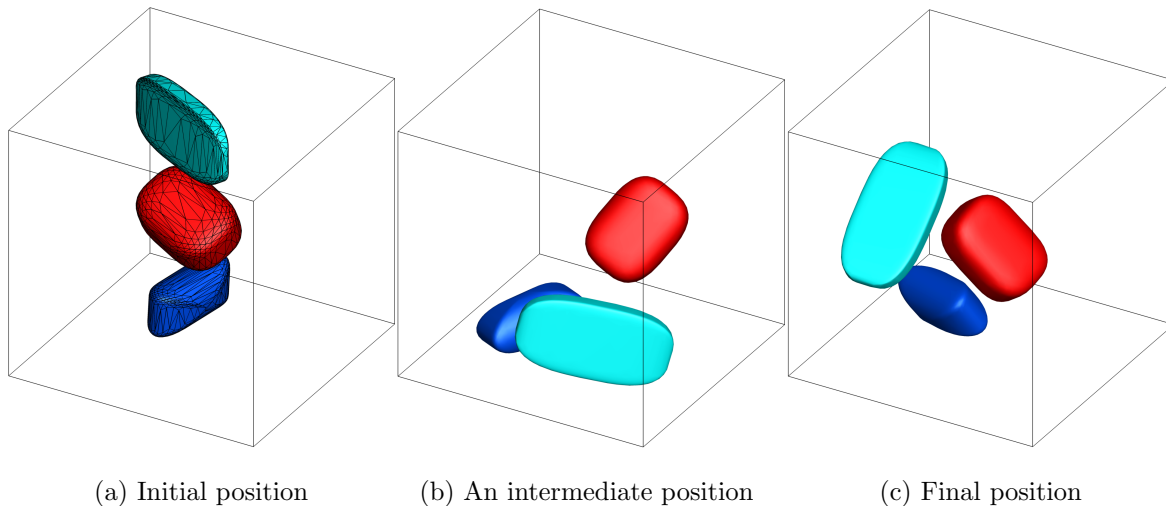 (a) Initial position
(b) An intermediate position
(c) Final position